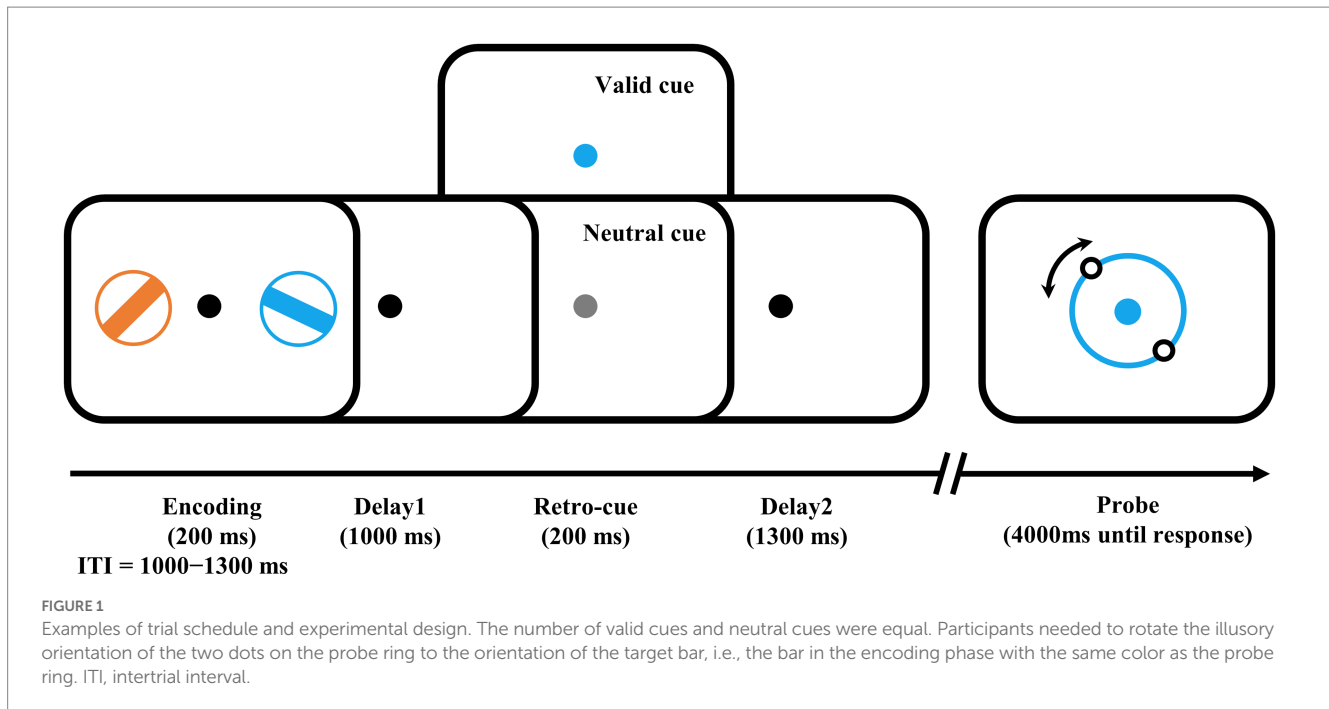 Valid cue
Neutral cue
Encoding
(200 ms)
ITI = 1000−1300 ms
Delay1
(1000 ms)
Retro-cue
(200 ms)
Delay2
(1300 ms)
Probe
(4000ms until response)
FIGURE 1
Examples of trial schedule and experimental design. The number of valid cues and neutral cues were equal. Participants needed to rotate the illusory
orientation of the two dots on the probe ring to the orientation of the target bar, i.e., the bar in the encoding phase with the same color as the probe
ring. ITI, intertrial interval.